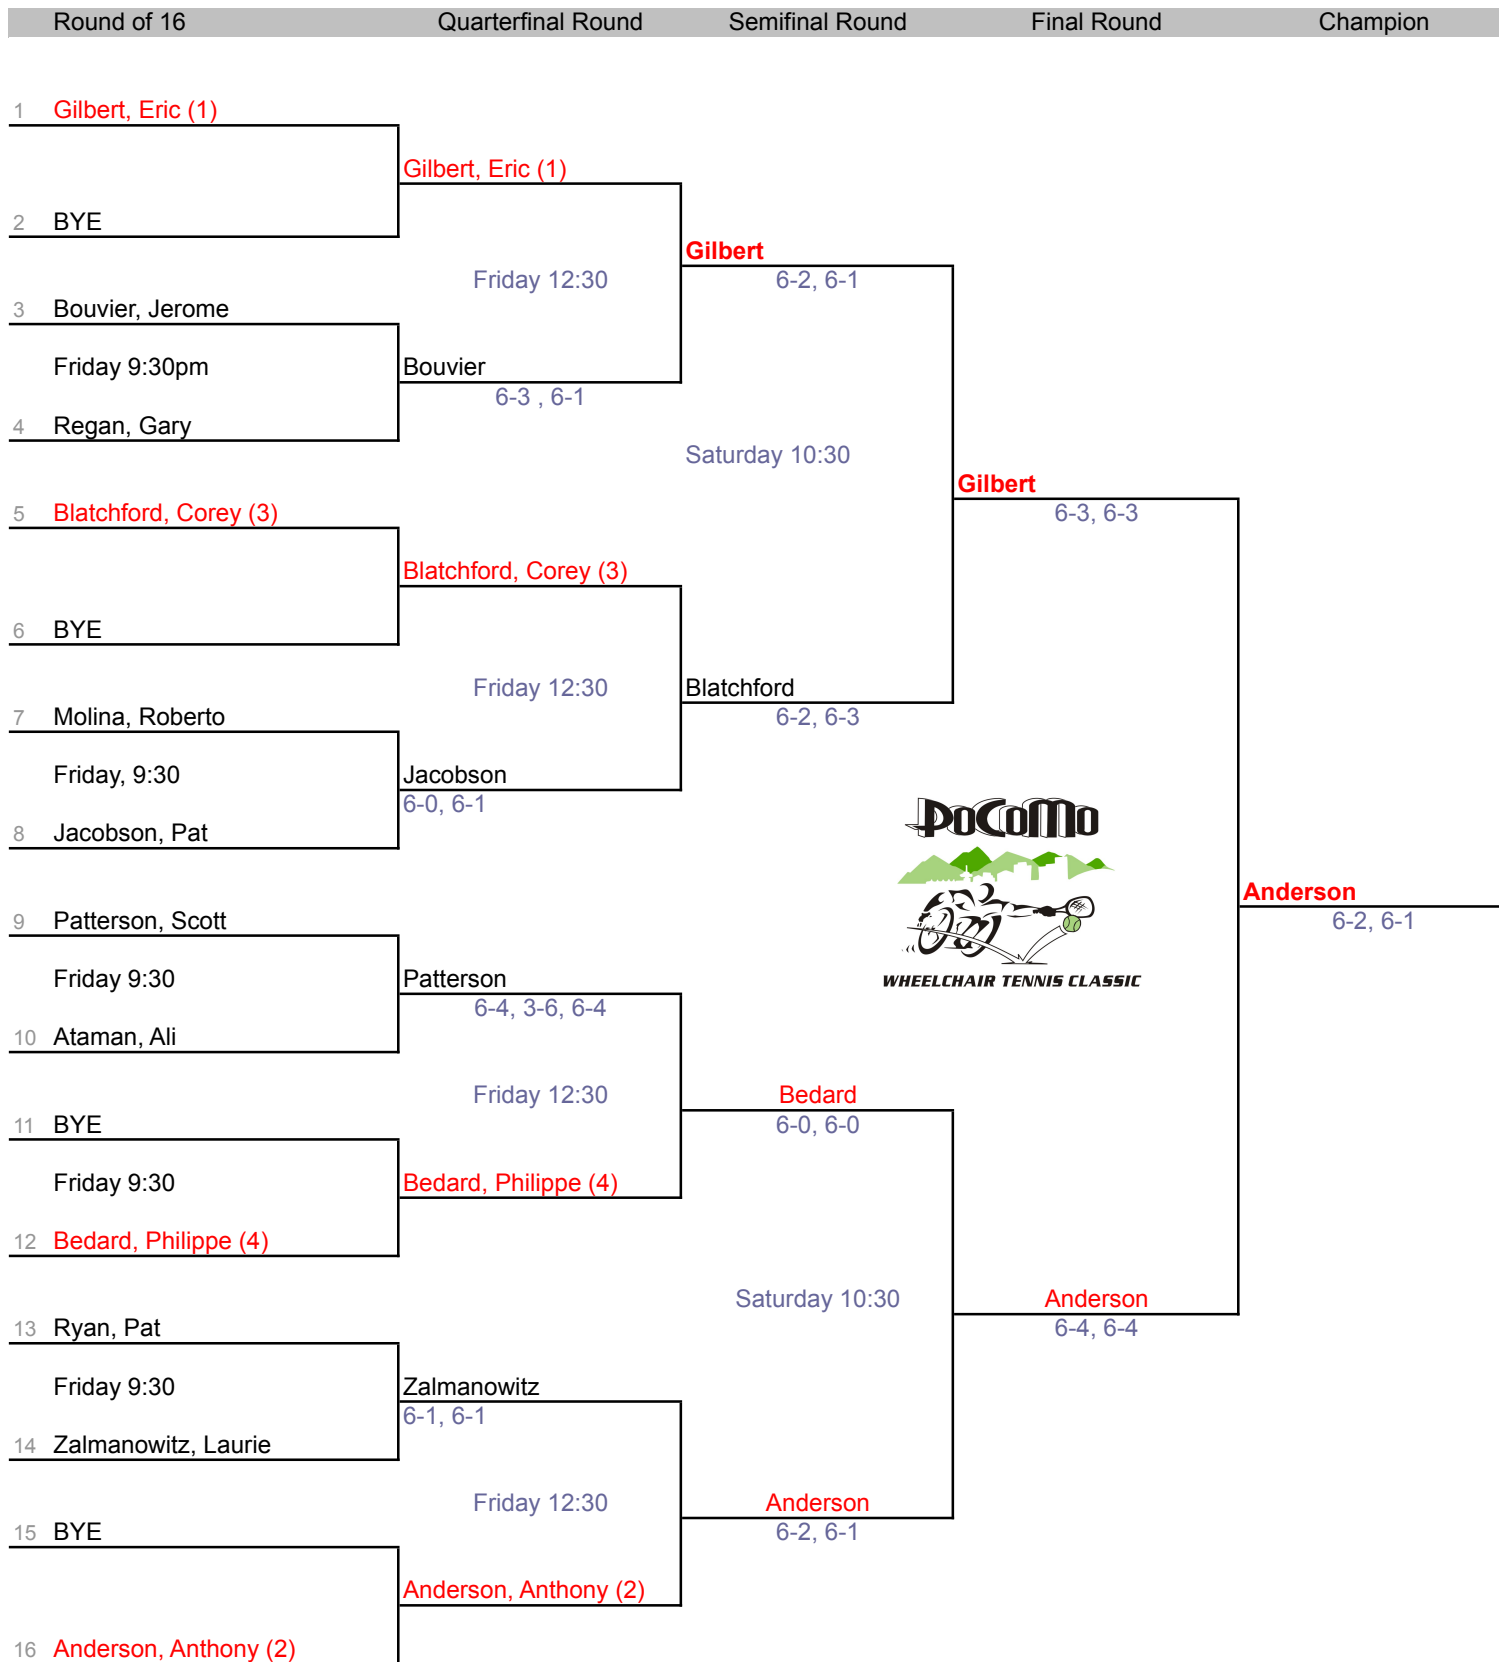 Round of 16 Quarterfinal Round Semifinal Round Final Round Champion
1 Gilbert, Eric (1)
Gilbert, Eric (1)
2 BYE
Gilbert
Friday 12:30 6-2, 6-1
3 Bouvier, Jerome
Friday 9:30pm Bouvier
6-3 , 6-1
4 Regan, Gary
Saturday 10:30
Gilbert
5 Blatchford, Corey (3) 6-3, 6-3
Blatchford, Corey (3)
6 BYE
Friday 12:30 Blatchford
7 Molina, Roberto 6-2, 6-3
Friday, 9:30 Jacobson
6-0, 6-1
PoCoMo
8 Jacobson, Pat
Anderson
9 Patterson, Scott 6-2, 6-1
Friday 9:30 Patterson
WHEELCHAIR TENNIS CLASSIC
6-4, 3-6, 6-4
10 Ataman, Ali
Friday 12:30 Bedard
11 BYE 6-0, 6-0
Friday 9:30 Bedard, Philippe (4)
12 Bedard, Philippe (4)
Saturday 10:30 Anderson
13 Ryan, Pat 6-4, 6-4
Friday 9:30 Zalmanowitz
6-1, 6-1
14 Zalmanowitz, Laurie
Friday 12:30 Anderson
15 BYE 6-2, 6-1
Anderson, Anthony (2)
16 Anderson, Anthony (2)